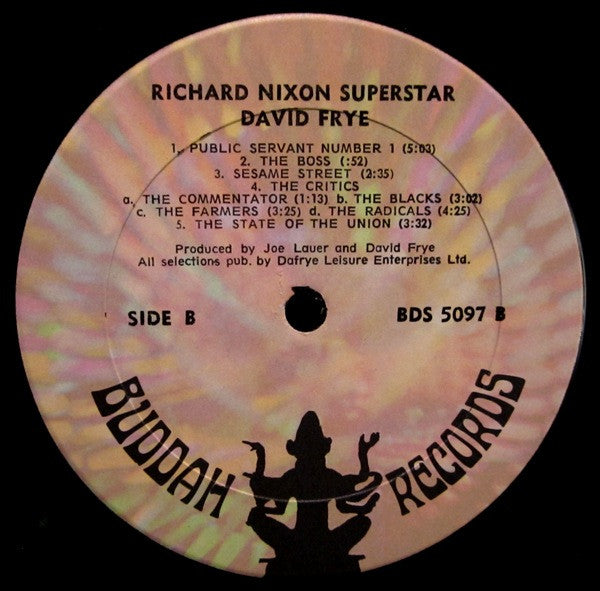 RICHARD NIXON SUPERSTAR
DAVID FRYE
1. PUBLIC SERVANT NUMBER 1 (5:03)
2. THE BOSS (:52)
3. SESAME STREET (2:35)
4. THE CRITICS
a. THE COMMENTATOR (1:13) b. THE BLACKS (3:02)
c. THE FARMERS (3:25) d. THE RADICALS (4:25)
5. THE STATE OF THE UNION (3:32)
Produced by Joe Lauer and David Frye
All selections pub. by Dafrye Leisure Enterprises Ltd.
SIDE B
BDS 5097 B
BUDDAH RECORDS